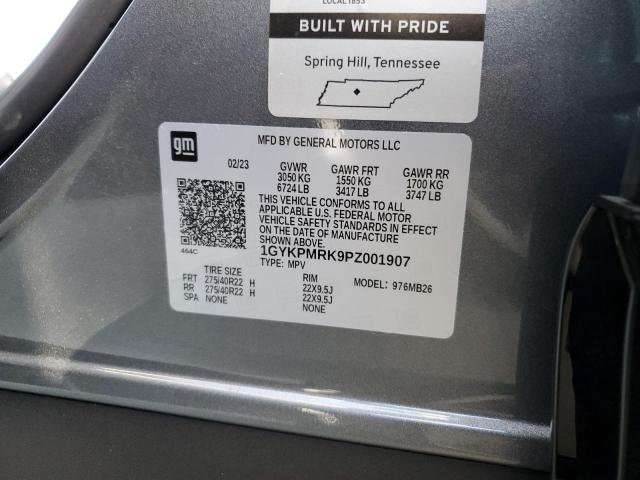 LOCAL 1853
BUILT WITH PRIDE
Spring Hill, Tennessee
gm
MFD BY GENERAL MOTORS LLC
02/23 GVWR GAWR FRT GAWR RR
3050 KG 1550 KG 1700 KG
6724 LB 3417 LB 3747 LB
THIS VEHICLE CONFORMS TO ALL
APPLICABLE U.S. FEDERAL MOTOR
VEHICLE SAFETY STANDARDS IN EFFECT
ON THE DATE OF MANUFACTURE
SHOWN ABOVE.
464C
1GYKPMRK9PZ001907
TYPE: MPV
TIRE SIZE RIM MODEL: 976MB26
FRT 275/40R22 H 22X9.5J
RR 275/40R22 H 22X9.5J
SPA NONE NONE